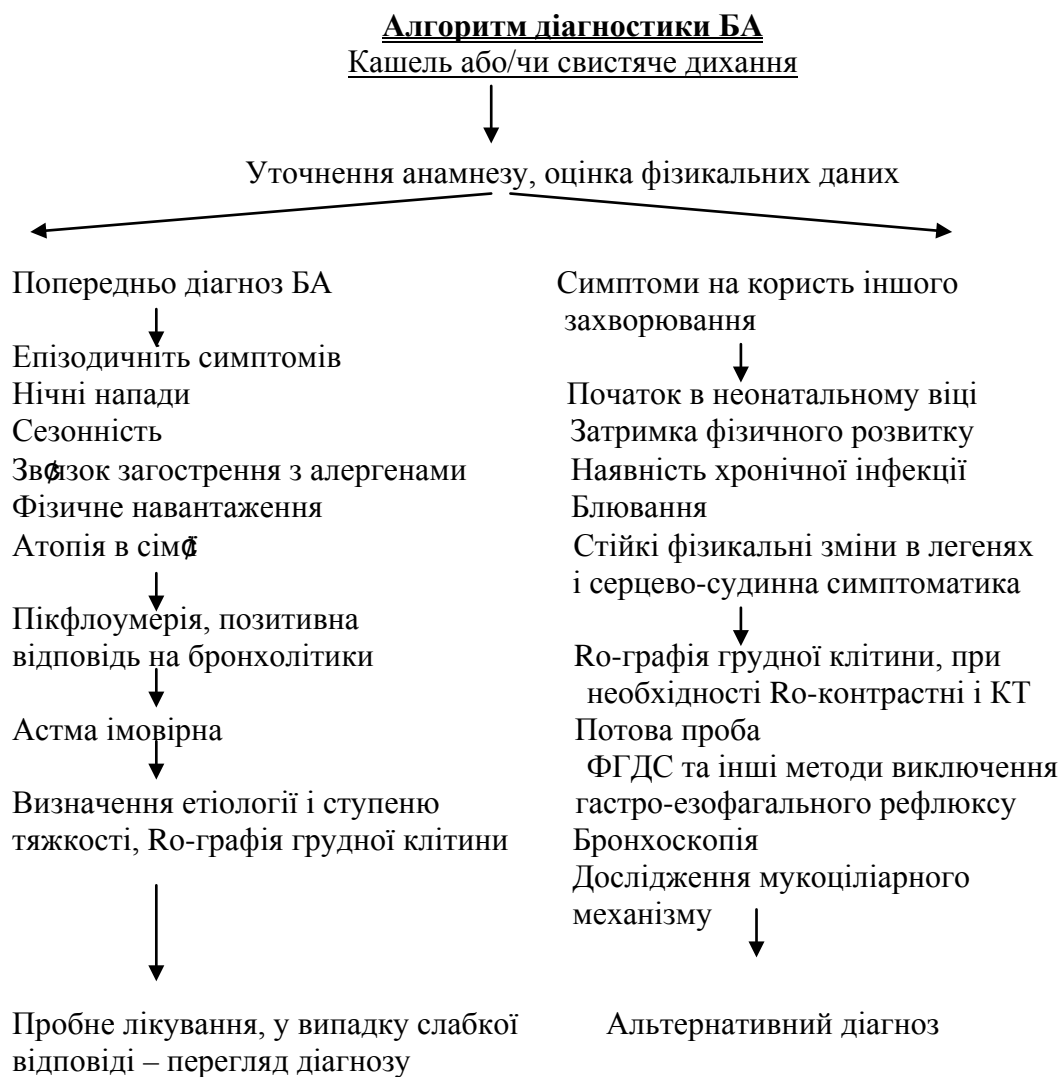 Алгоритм діагностики БА
Кашель або/чи свистяче дихання
Уточнення анамнезу, оцінка фізикальних даних
Попередньо діагноз БА
Епізодичніть симптомів
Нічні напади
Сезонність
загострення з алергенами
Фізичне навантаження
Атопія в
Пікфлоумерія, позитивна
відповідь на бронхолітики
Астма імовірна
Визначення етіології і ступеню
тяжкості, Ro-графія грудної клітини
Пробне лікування, у випадку слабкої
відповіді – перегляд діагнозу
Симптоми на користь іншого
захворювання
Початок в неонатальному віці
Затримка фізичного розвитку
Наявність хронічної інфекції
Блювання
Стійкі фізикальні зміни в легенях
і серцево-судинна симптоматика
Ro-графія грудної клітини, при
необхідності Ro-контрастні і КТ
Потова проба
ФГДС та інші методи виключення
гастро-езофагального рефлюксу
Бронхоскопія
Дослідження мукоціліарного
механізму
Альтернативний діагноз